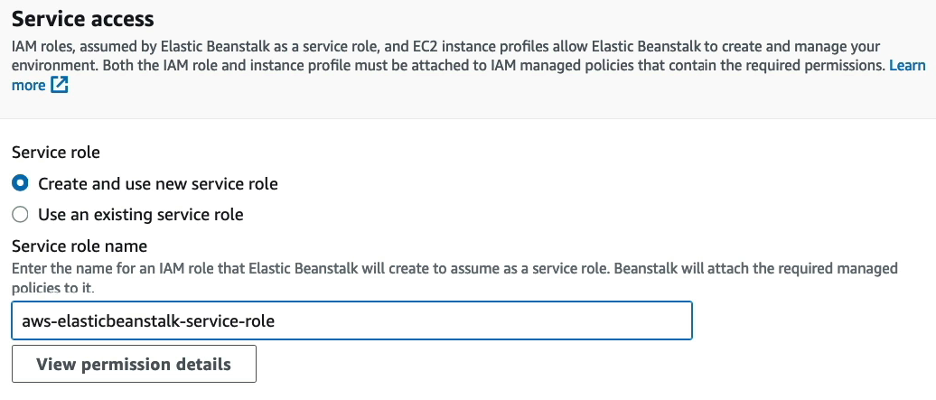 Service access
IAM roles, assumed by Elastic Beanstalk as a service role, and EC2 instance profiles allow Elastic Beanstalk to create and manage your
environment. Both the IAM role and instance profile must be attached to IAM managed policies that contain the required permissions. Learn
more
Service role
Create and use new service role
Use an existing service role
Service role name
Enter the name for an IAM role that Elastic Beanstalk will create to assume as a service role. Beanstalk will attach the required managed
policies to it.
aws-elasticbeanstalk-service-role
View permission details